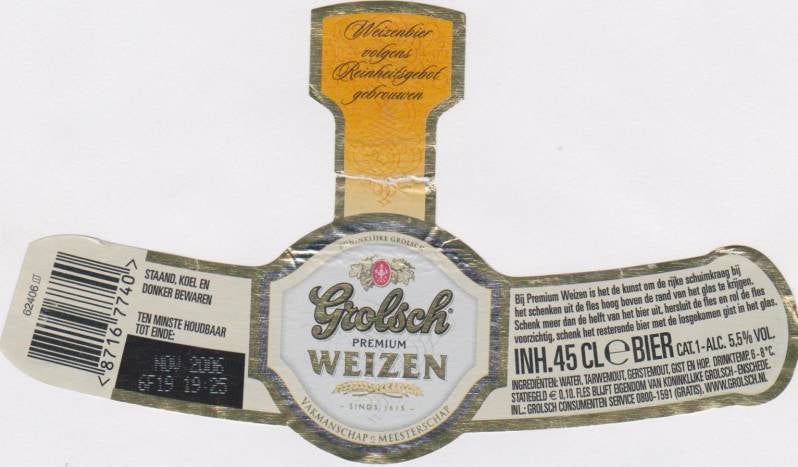 Weizenbier
volgens
Reinheitsgebot
gebrouwen
KONINKLIJKE GROLSCH
Grolsch®
PREMIUM
WEIZEN
- SINDS 1615 -
VAKMANSCHAP is MEESTERSCHAP
62406
<8716177740>
STAAND, KOEL EN
DONKER BEWAREN
TEN MINSTE HOUDBAAR
TOT EINDE:
NOV 2006
6F19 19:25
Bij Premium Weizen is het de kunst om de rijke schuimkraag bij
het schenken uit de fles hoog boven de rand van het glas te krijgen.
Schenk meer dan de helft van het bier uit, hersluit de fles en rol de fles
voorzichtig, schenk het resterende bier met de losgekomen gist in het glas.
INH. 45 CL e BIER CAT. 1 - ALC. 5.5% VOL.
INGREDIËNTEN: WATER, TARWEMOUT, GERSTEMOUT, GIST EN HOP. DRINKTEMP. 6 - 8°C.
STATIEGELD € 0,10. FLES BLIJFT EIGENDOM VAN KONINKLIJKE GROLSCH - ENSCHEDE.
INL.: GROLSCH CONSUMENTEN SERVICE 0800-1591 (GRATIS). WWW.GROLSCH.NL